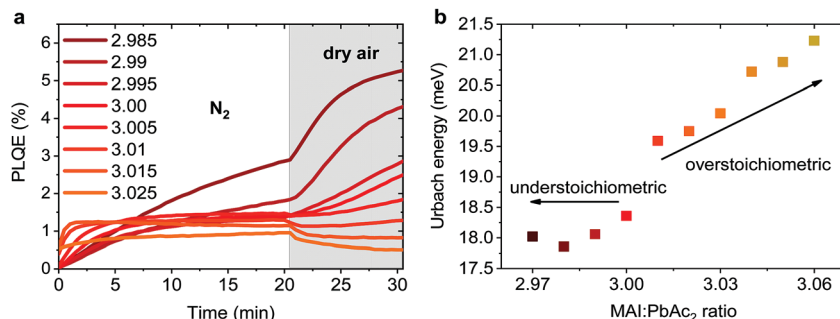 a
PLQE (%)
6
5
4
3
2
1
0
2.985
2.99
2.995
3.00
3.005
3.01
3.015
3.025
N2
dry air
0 5 10 15 20 25 30
Time (min)
b
Urbach energy (meV)
21.5
21.0
20.5
20.0
19.5
19.0
18.5
18.0
17.5
understoichiometric
overstoichiometric
2.97 3.00 3.03 3.06
MAI:PbAc2 ratio